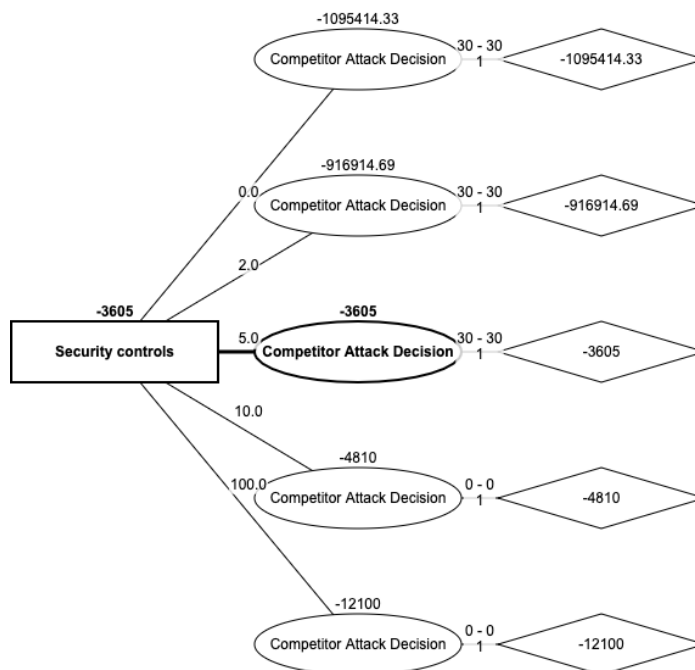 -1095414.33
Competitor Attack Decision
30 - 30
1
-1095414.33
0.0
-916914.69
Competitor Attack Decision
30 - 30
1
-916914.69
2.0
-3605
Security controls
5.0
-3605
Competitor Attack Decision
30 - 30
1
-3605
10.0
-4810
Competitor Attack Decision
0 - 0
1
-4810
100.0
-12100
Competitor Attack Decision
0 - 0
1
-12100